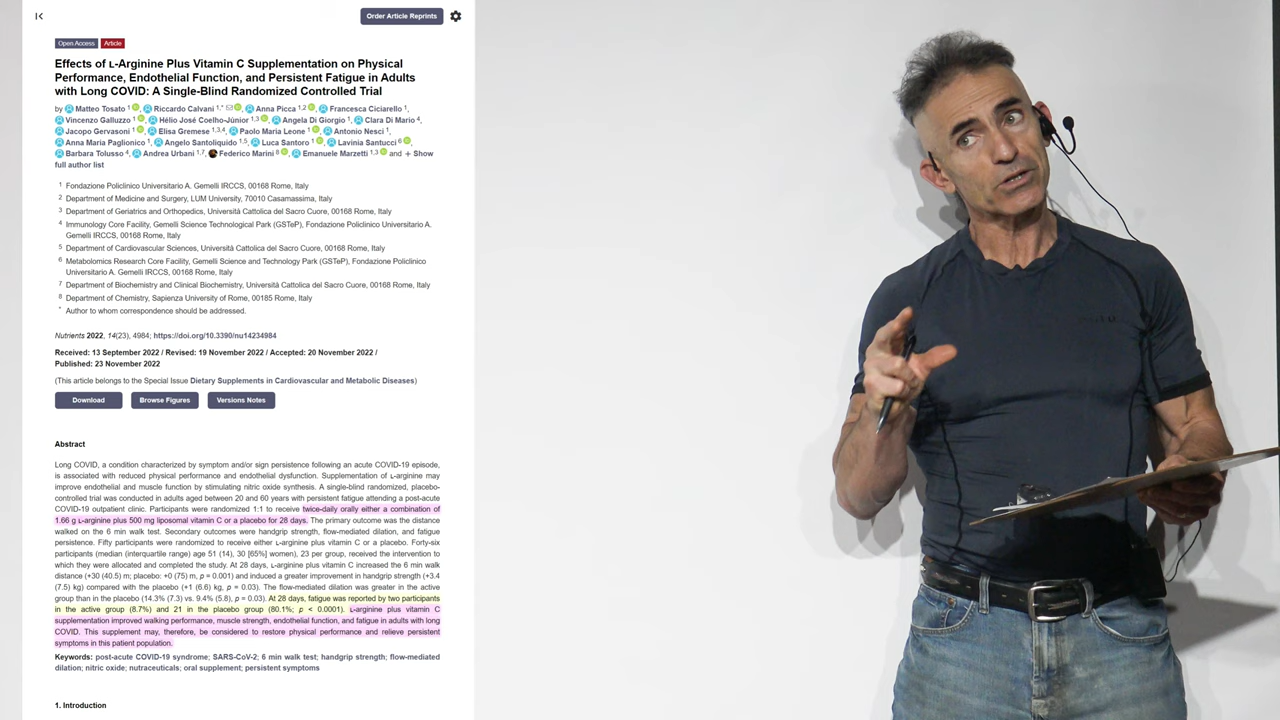 Order Article Reprints
Open Access Article
Effects of L-Arginine Plus Vitamin C Supplementation on Physical
Performance, Endothelial Function, and Persistent Fatigue in Adults
with Long COVID: A Single-Blind Randomized Controlled Trial
by Matteo Tosato 1, Riccardo Calvani 1,*, Anna Picca 1,2, Francesca Ciciarello 1,
Vincenzo Galluzzo 1, Hélio José Coelho-Júnior 1,3, Angela Di Giorgio 1, Clara Di Mario 4,
Jacopo Gervasoni 1, Elisa Gremese 1,3,4, Paolo Maria Leone 1, Antonio Nesci 1,
Anna Maria Paglionico 1, Angelo Santoliquido 1,5, Luca Santoro 1, Lavinia Santucci 6,
Barbara Tolusso 4, Andrea Urbani 1,7, Federico Marini 8, Emanuele Marzetti 1,3 and + Show
full author list
1 Fondazione Policlinico Universitario A. Gemelli IRCCS, 00168 Rome, Italy
2 Department of Medicine and Surgery, LUM University, 70010 Casamassima, Italy
3 Department of Geriatrics and Orthopedics, Università Cattolica del Sacro Cuore, 00168 Rome, Italy
4 Immunology Core Facility, Gemelli Science Technological Park (GSTeP), Fondazione Policlinico Universitario A.
Gemelli IRCCS, 00168 Rome, Italy
5 Department of Cardiovascular Sciences, Università Cattolica del Sacro Cuore, 00168 Rome, Italy
6 Metabolomics Research Core Facility, Gemelli Science and Technology Park (GSTeP), Fondazione Policlinico
Universitario A. Gemelli IRCCS, 00168 Rome, Italy
7 Department of Biochemistry and Clinical Biochemistry, Università Cattolica del Sacro Cuore, 00168 Rome, Italy
8 Department of Chemistry, Sapienza University of Rome, 00185 Rome, Italy
* Author to whom correspondence should be addressed.
Nutrients 2022, 14(23), 4984; https://doi.org/10.3390/nu14234984
Received: 13 September 2022 / Revised: 19 November 2022 / Accepted: 20 November 2022 /
Published: 23 November 2022
(This article belongs to the Special Issue Dietary Supplements in Cardiovascular and Metabolic Diseases)
Download Browse Figures Versions Notes
Abstract
Long COVID, a condition characterized by symptom and/or sign persistence following an acute COVID-19 episode,
is associated with reduced physical performance and endothelial dysfunction. Supplementation of L-arginine may
improve endothelial and muscle function by stimulating nitric oxide synthesis. A single-blind randomized, placebo-
controlled trial was conducted in adults aged between 20 and 60 years with persistent fatigue attending a post-acute
COVID-19 outpatient clinic. Participants were randomized 1:1 to receive twice-daily orally either a combination of
1.66 g L-arginine plus 500 mg liposomal vitamin C or a placebo for 28 days. The primary outcome was the distance
walked on the 6 min walk test. Secondary outcomes were handgrip strength, flow-mediated dilation, and fatigue
persistence. Fifty participants were randomized to receive either L-arginine plus vitamin C or a placebo. Forty-six
participants (median (interquartile range) age 51 (14), 30 [65%] women), 23 per group, received the intervention to
which they were allocated and completed the study. At 28 days, L-arginine plus vitamin C increased the 6 min walk
distance (+30 (40.5) m; placebo: +0 (75) m, p = 0.001) and induced a greater improvement in handgrip strength (+3.4
(7.5) kg) compared with the placebo (+1 (6.6) kg, p = 0.03). The flow-mediated dilation was greater in the active
group than in the placebo (14.3% (7.3) vs. 9.4% (5.8), p = 0.03). At 28 days, fatigue was reported by two participants
in the active group (8.7%) and 21 in the placebo group (80.1%; p < 0.0001). L-arginine plus vitamin C
supplementation improved walking performance, muscle strength, endothelial function, and fatigue in adults with long
COVID. This supplement may, therefore, be considered to restore physical performance and relieve persistent
symptoms in this patient population.
Keywords: post-acute COVID-19 syndrome; SARS-CoV-2; 6 min walk test; handgrip strength; flow-mediated
dilation; nitric oxide; nutraceuticals; oral supplement; persistent symptoms
1. Introduction